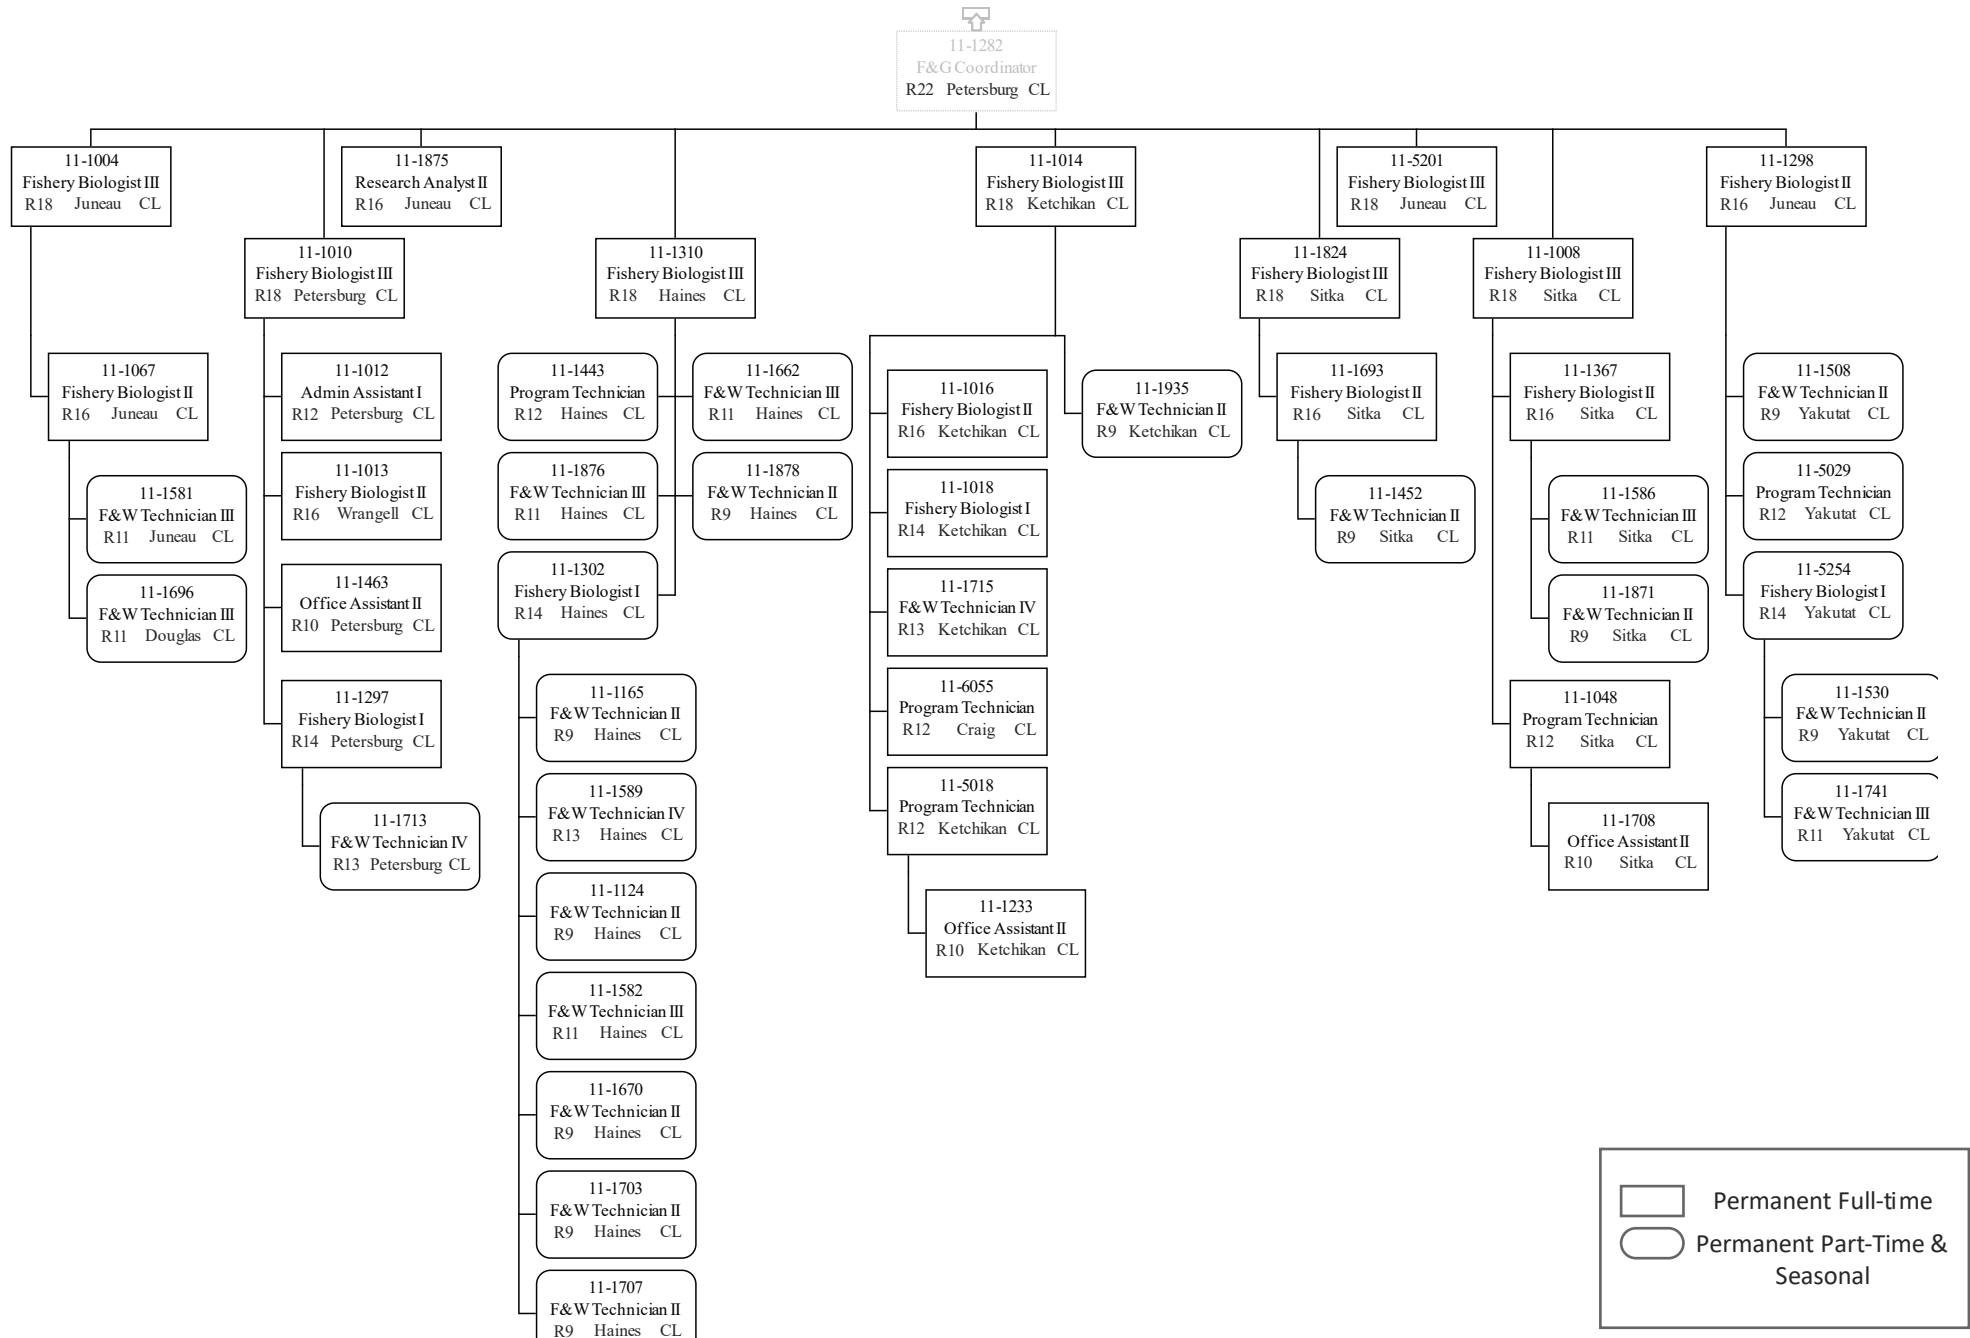 11-1282
F&G Coordinator
R22 Petersburg CL
11-1004
Fishery Biologist III
R18 Juneau CL
11-1875
Research Analyst II
R16 Juneau CL
11-1014
Fishery Biologist III
R18 Ketchikan CL
11-5201
Fishery Biologist III
R18 Juneau CL
11-1298
Fishery Biologist II
R16 Juneau CL
11-1010
Fishery Biologist III
R18 Petersburg CL
11-1310
Fishery Biologist III
R18 Haines CL
11-1824
Fishery Biologist III
R18 Sitka CL
11-1008
Fishery Biologist III
R18 Sitka CL
11-1067
Fishery Biologist II
R16 Juneau CL
11-1581
F&W Technician III
R11 Juneau CL
11-1696
F&W Technician III
R11 Douglas CL
11-1012
Admin Assistant I
R12 Petersburg CL
11-1013
Fishery Biologist II
R16 Wrangell CL
11-1463
Office Assistant II
R10 Petersburg CL
11-1297
Fishery Biologist I
R14 Petersburg CL
11-1713
F&W Technician IV
R13 Petersburg CL
11-1443
Program Technician
R12 Haines CL
11-1662
F&W Technician III
R11 Haines CL
11-1876
F&W Technician III
R11 Haines CL
11-1878
F&W Technician II
R9 Haines CL
11-1302
Fishery Biologist I
R14 Haines CL
11-1165
F&W Technician II
R9 Haines CL
11-1589
F&W Technician IV
R13 Haines CL
11-1124
F&W Technician II
R9 Haines CL
11-1582
F&W Technician III
R11 Haines CL
11-1670
F&W Technician II
R9 Haines CL
11-1703
F&W Technician II
R9 Haines CL
11-1707
F&W Technician II
R9 Haines CL
11-1016
Fishery Biologist II
R16 Ketchikan CL
11-1935
F&W Technician II
R9 Ketchikan CL
11-1018
Fishery Biologist I
R14 Ketchikan CL
11-1715
F&W Technician IV
R13 Ketchikan CL
11-6055
Program Technician
R12 Craig CL
11-5018
Program Technician
R12 Ketchikan CL
11-1233
Office Assistant II
R10 Ketchikan CL
11-1693
Fishery Biologist II
R16 Sitka CL
11-1452
F&W Technician II
R9 Sitka CL
11-1367
Fishery Biologist II
R16 Sitka CL
11-1586
F&W Technician III
R11 Sitka CL
11-1871
F&W Technician II
R9 Sitka CL
11-1048
Program Technician
R12 Sitka CL
11-1708
Office Assistant II
R10 Sitka CL
11-1508
F&W Technician II
R9 Yakutat CL
11-5029
Program Technician
R12 Yakutat CL
11-5254
Fishery Biologist I
R14 Yakutat CL
11-1530
F&W Technician II
R9 Yakutat CL
11-1741
F&W Technician III
R11 Yakutat CL
Permanent Full-time
Permanent Part-Time &
Seasonal